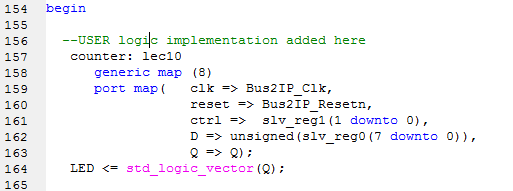 154 begin
155
156 --USER logic implementation added here
157 counter: lec10
158 generic map (8)
159 port map( clk => Bus2IP_Clk,
160 reset => Bus2IP_Resetn,
161 ctrl => slv_reg1(1 downto 0),
162 D => unsigned(slv_reg0(7 downto 0)),
163 Q => Q);
164 LED <= std_logic_vector(Q);
165